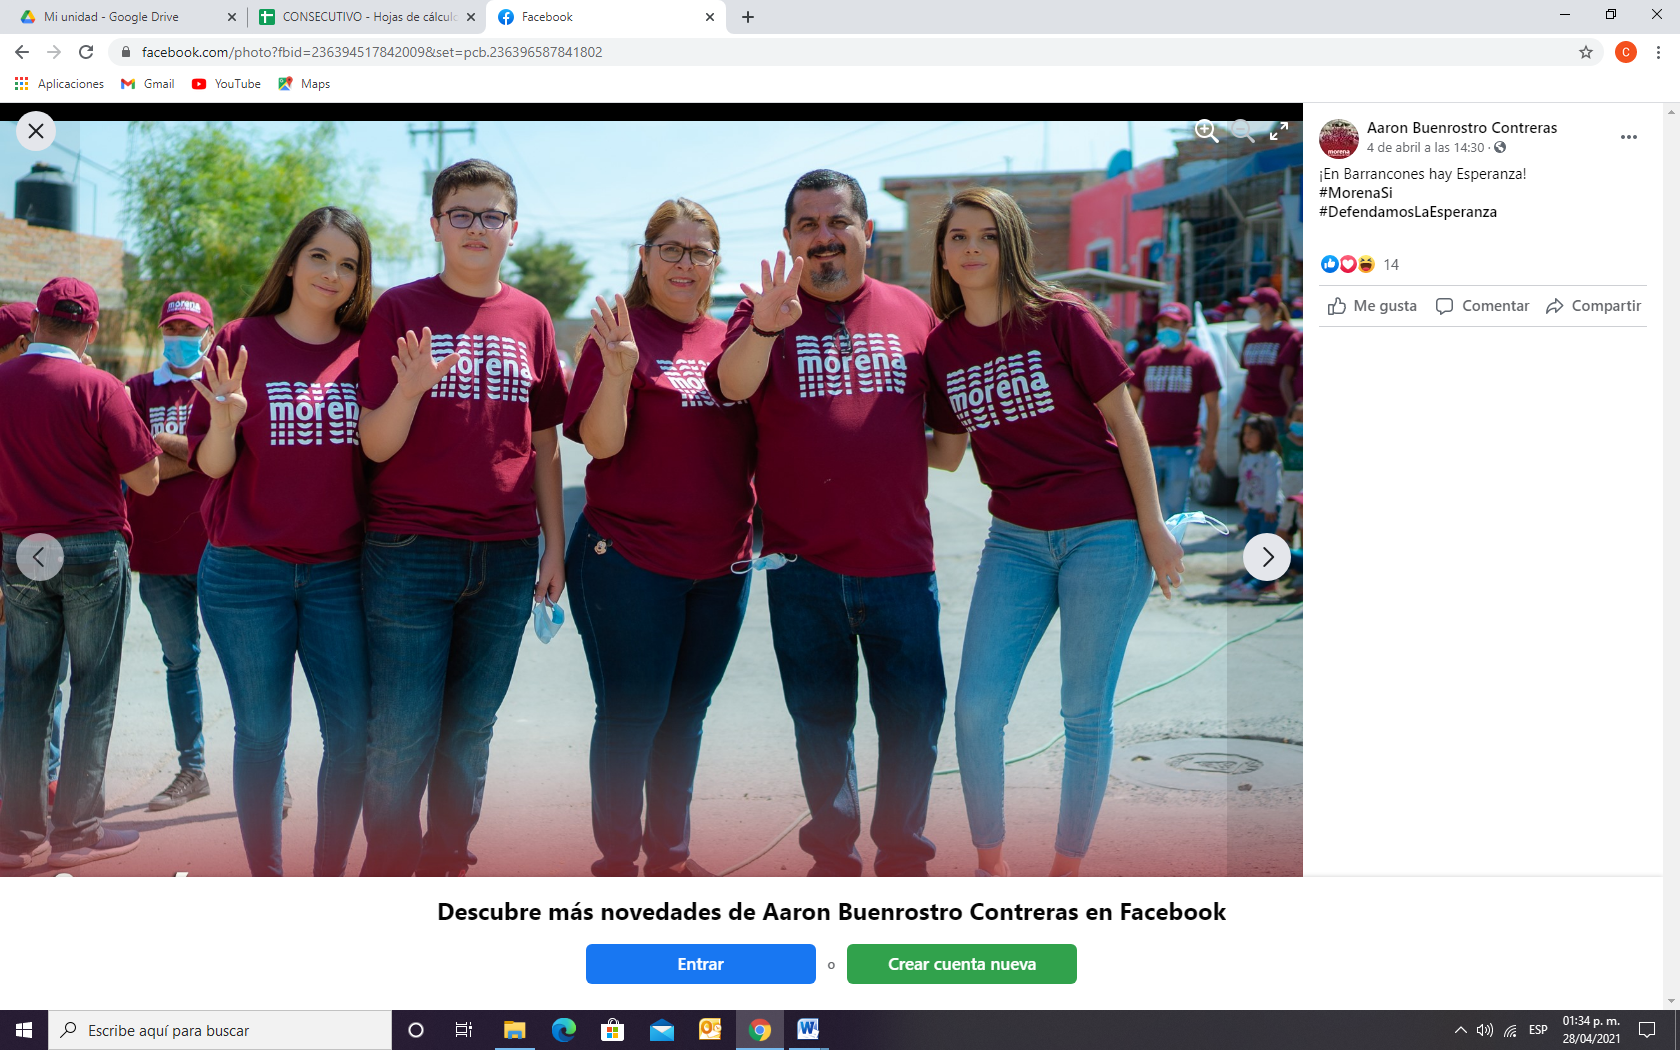 Mi unidad - Google Drive
CONSECUTIVO - Hojas de cálculo
Facebook
facebook.com/photo?fbid=236394517842009&set=pcb.236396587841802
C
Aplicaciones
Gmail
YouTube
Maps
Aaron Buenrostro Contreras
4 de abril a las 14:30 ·
¡En Barrancones hay Esperanza!
#MorenaSi
#DefendamosLaEsperanza
14
Me gusta
Comentar
Compartir
morena
morena
moren
morena
mor
morena
morena
morena
Descubre más novedades de Aaron Buenrostro Contreras en Facebook
Entrar
o
Crear cuenta nueva
Escribe aquí para buscar
ESP
01:34 p. m.
28/04/2021